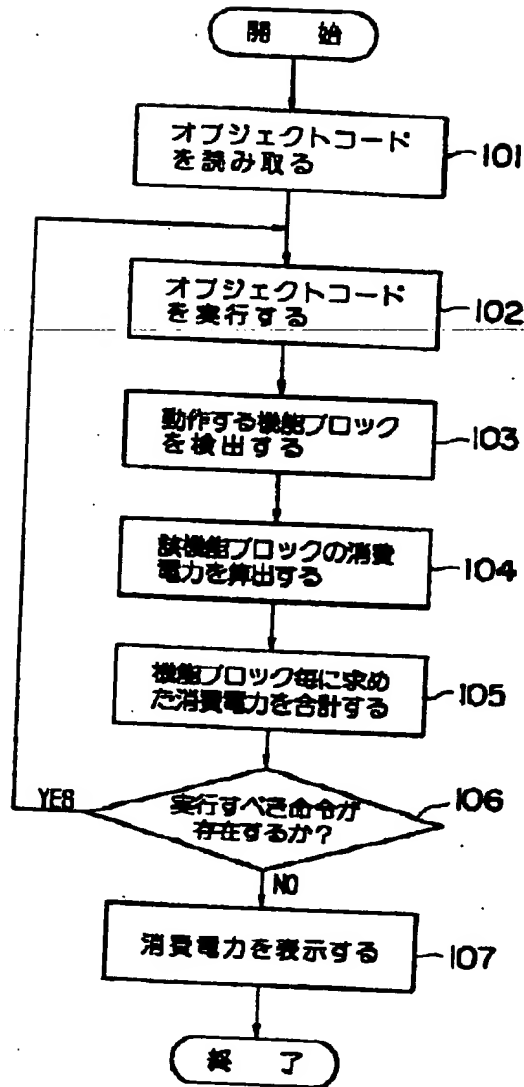 開 始
オブジェクトコード
を読み取る
101
オブジェクトコード
を実行する
102
動作する機能ブロック
を検出する
103
該機能ブロックの消費
電力を算出する
104
機能ブロック毎に求め
た消費電力を合計する
105
YES
実行すべき命令が
存在するか?
106
NO
消費電力を表示する
107
終 了